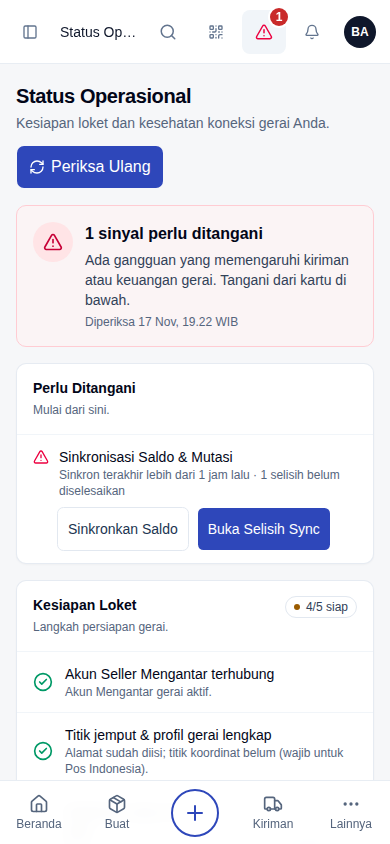 Status Op…
1
BA
Status Operasional
Kesiapan loket dan kesehatan koneksi gerai Anda.
Periksa Ulang
1 sinyal perlu ditangani
Ada gangguan yang memengaruhi kiriman
atau keuangan gerai. Tangani dari kartu di
bawah.
Diperiksa 17 Nov, 19.22 WIB
Perlu Ditangani
Mulai dari sini.
Sinkronisasi Saldo & Mutasi
Sinkron terakhir lebih dari 1 jam lalu · 1 selisih belum
diselesaikan
Sinkronkan Saldo
Buka Selisih Sync
Kesiapan Loket
4/5 siap
Langkah persiapan gerai.
Akun Seller Mengantar terhubung
Akun Mengantar gerai aktif.
Titik jemput & profil gerai lengkap
Alamat sudah diisi; titik koordinat belum (wajib untuk
Pos Indonesia).
Beranda
Buat
Kiriman
Lainnya